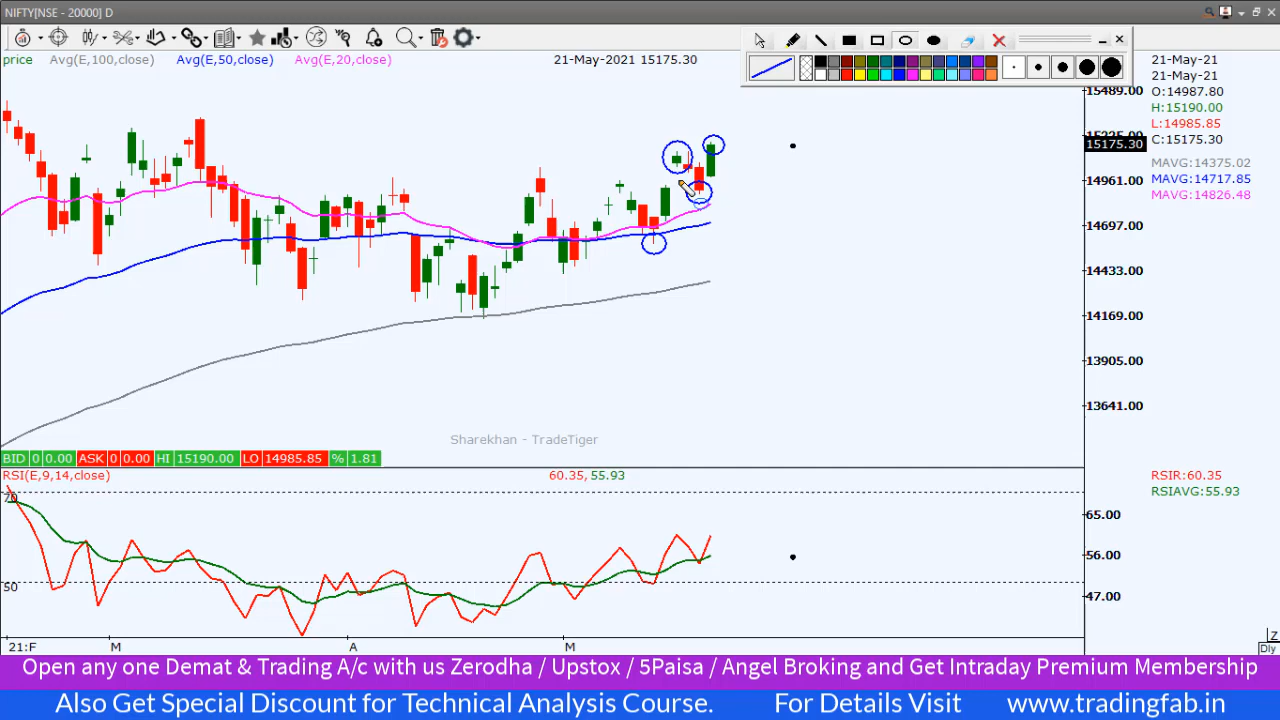 NIFTY[NSE - 20000] D
price Avg(E,100,close) Avg(E,50,close) Avg(E,20,close) 21-May-2021 15175.30
21-May-21
21-May-21
O:14987.80
H:15190.00
L:14985.85
C:15175.30
MAVG:14375.02
MAVG:14717.85
MAVG:14826.48
15489.00
15225.00
15175.30
14961.00
14697.00
14433.00
14169.00
13905.00
13641.00
Sharekhan - TradeTiger
BID 0 0.00 ASK 0 0.00 HI 15190.00 LO 14985.85 % 1.81
RSI(E,9,14,close) 60.35, 55.93
RSIR:60.35
RSIAVG:55.93
70
65.00
56.00
50
47.00
21:F M A M
Z
Dly
Open any one Demat & Trading A/c with us Zerodha / Upstox / 5Paisa / Angel Broking and Get Intraday Premium Membership
Also Get Special Discount for Technical Analysis Course. For Details Visit www.tradingfab.in